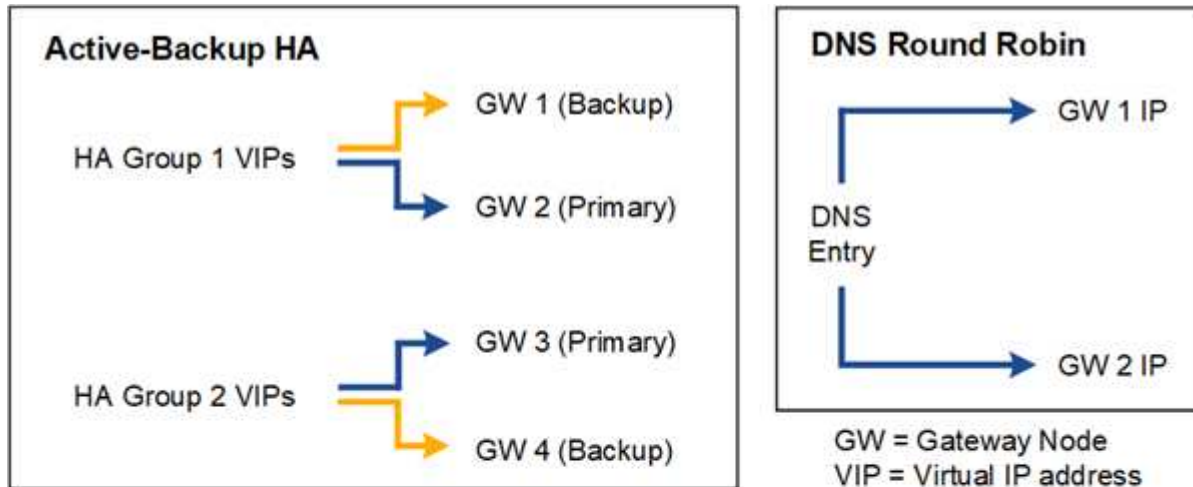 Active-Backup HA
GW 1 (Backup)
HA Group 1 VIPs
GW 2 (Primary)
GW 3 (Primary)
HA Group 2 VIPs
GW 4 (Backup)
DNS Round Robin
GW 1 IP
DNS
Entry
GW 2 IP
GW = Gateway Node
VIP = Virtual IP address